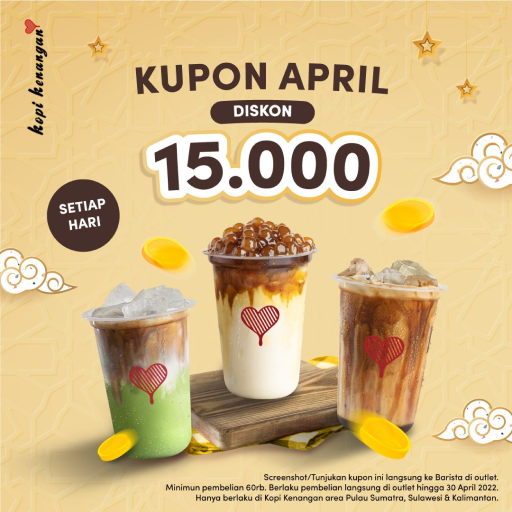 kopi kenangan
KUPON APRIL
DISKON
15.000
SETIAP
HARI
Screenshot/Tunjukan kupon ini langsung ke Barista di outlet.
Minimum pembelian 60rb. Berlaku pembelian langsung di outlet hingga 30 April 2022.
Hanya berlaku di Kopi Kenangan area Pulau Sumatra, Sulawesi & Kalimantan.